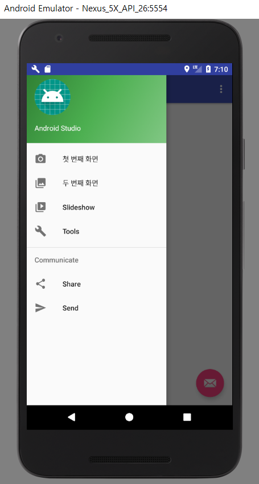 Android Emulator - Nexus_5X_API_26:5554
7:10
Android Studio
첫 번째 화면
두 번째 화면
Slideshow
Tools
Communicate
Share
Send